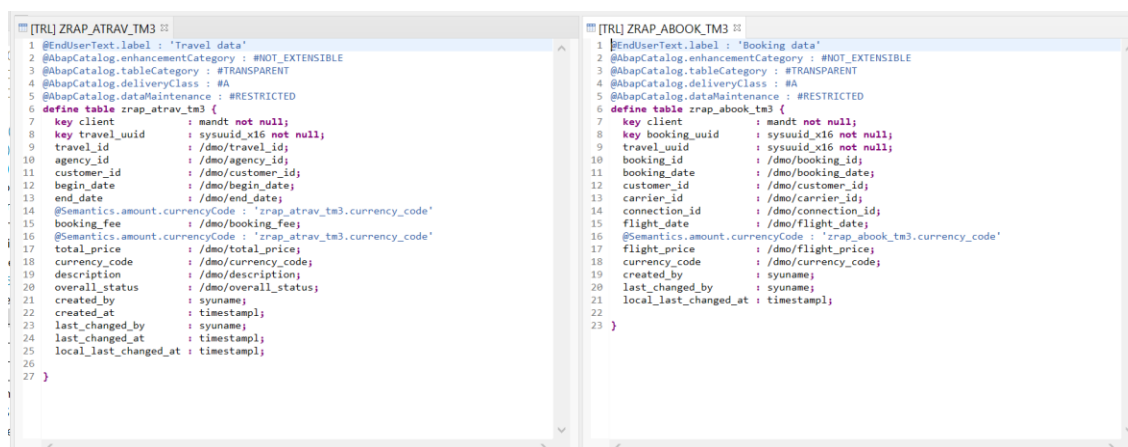 [TRL] ZRAP_ATRAV_TM3
1 @EndUserText.label : 'Travel data'
2 @AbapCatalog.enhancementCategory : #NOT_EXTENSIBLE
3 @AbapCatalog.tableCategory : #TRANSPARENT
4 @AbapCatalog.deliveryClass : #A
5 @AbapCatalog.dataMaintenance : #RESTRICTED
6 define table zrap_atrav_tm3 {
7 key client : mandt not null;
8 key travel_uuid : sysuuid_x16 not null;
9 travel_id : /dmo/travel_id;
10 agency_id : /dmo/agency_id;
11 customer_id : /dmo/customer_id;
12 begin_date : /dmo/begin_date;
13 end_date : /dmo/end_date;
14 @Semantics.amount.currencyCode : 'zrap_atrav_tm3.currency_code'
15 booking_fee : /dmo/booking_fee;
16 @Semantics.amount.currencyCode : 'zrap_atrav_tm3.currency_code'
17 total_price : /dmo/total_price;
18 currency_code : /dmo/currency_code;
19 description : /dmo/description;
20 overall_status : /dmo/overall_status;
21 created_by : syuname;
22 created_at : timestampl;
23 last_changed_by : syuname;
24 last_changed_at : timestampl;
25 local_last_changed_at : timestampl;
26
27 }
[TRL] ZRAP_ABOOK_TM3
1 @EndUserText.label : 'Booking data'
2 @AbapCatalog.enhancementCategory : #NOT_EXTENSIBLE
3 @AbapCatalog.tableCategory : #TRANSPARENT
4 @AbapCatalog.deliveryClass : #A
5 @AbapCatalog.dataMaintenance : #RESTRICTED
6 define table zrap_abook_tm3 {
7 key client : mandt not null;
8 key booking_uuid : sysuuid_x16 not null;
9 travel_uuid : sysuuid_x16 not null;
10 booking_id : /dmo/booking_id;
11 booking_date : /dmo/booking_date;
12 customer_id : /dmo/customer_id;
13 carrier_id : /dmo/carrier_id;
14 connection_id : /dmo/connection_id;
15 flight_date : /dmo/flight_date;
16 @Semantics.amount.currencyCode : 'zrap_abook_tm3.currency_code'
17 flight_price : /dmo/flight_price;
18 currency_code : /dmo/currency_code;
19 created_by : syuname;
20 last_changed_by : syuname;
21 local_last_changed_at : timestampl;
22
23 }